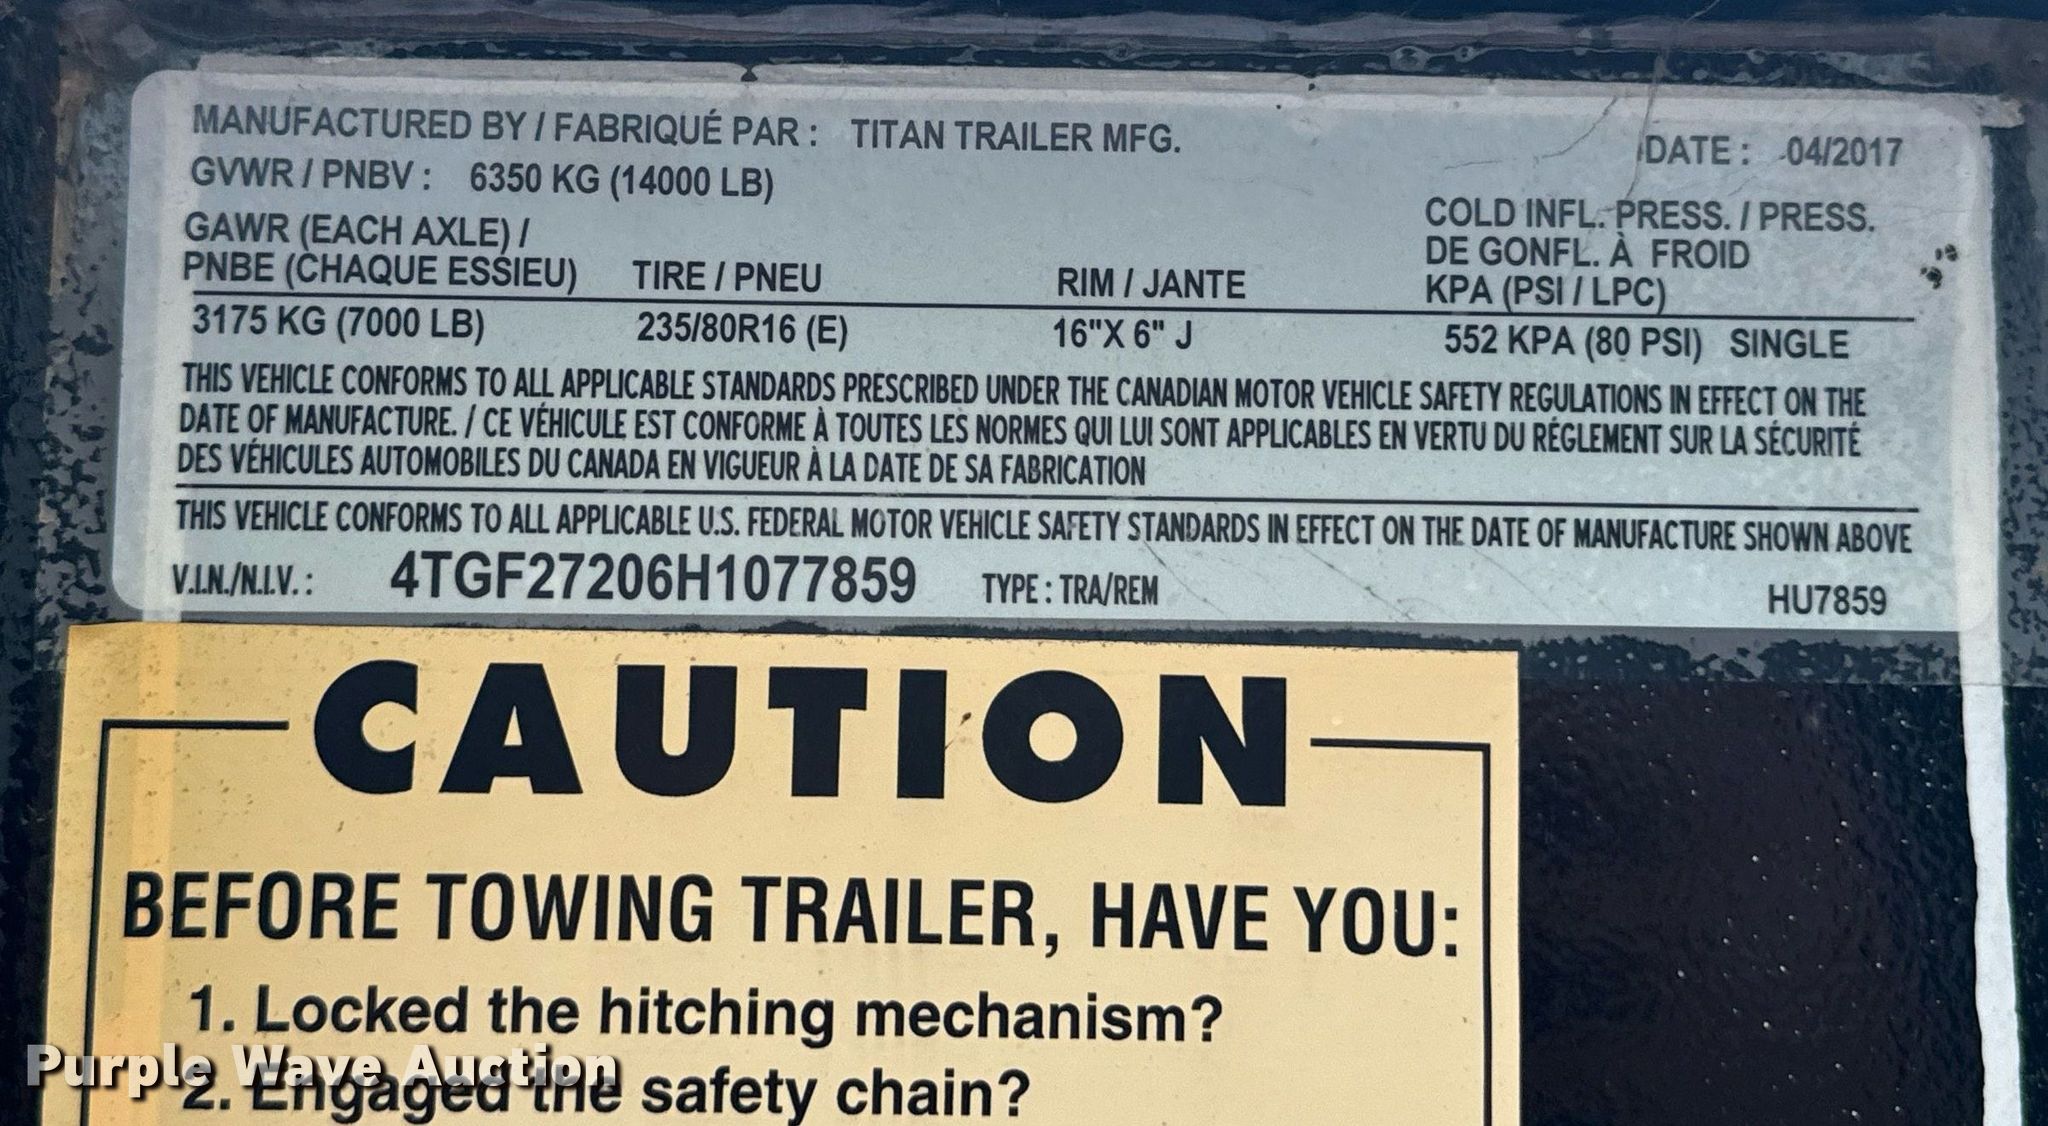 MANUFACTURED BY / FABRIQUÉ PAR : TITAN TRAILER MFG. DATE : 04/2017
GVWR / PNBV : 6350 KG (14000 LB)
GAWR (EACH AXLE) /
PNBE (CHAQUE ESSIEU) TIRE / PNEU RIM / JANTE
COLD INFL. PRESS. / PRESS.
DE GONFL. À FROID
KPA (PSI / LPC)
3175 KG (7000 LB) 235/80R16 (E) 16"X 6" J 552 KPA (80 PSI) SINGLE
THIS VEHICLE CONFORMS TO ALL APPLICABLE STANDARDS PRESCRIBED UNDER THE CANADIAN MOTOR VEHICLE SAFETY REGULATIONS IN EFFECT ON THE
DATE OF MANUFACTURE. / CE VÉHICULE EST CONFORME À TOUTES LES NORMES QUI LUI SONT APPLICABLES EN VERTU DU RÉGLEMENT SUR LA SÉCURITÉ
DES VÉHICULES AUTOMOBILES DU CANADA EN VIGUEUR À LA DATE DE SA FABRICATION
THIS VEHICLE CONFORMS TO ALL APPLICABLE U.S. FEDERAL MOTOR VEHICLE SAFETY STANDARDS IN EFFECT ON THE DATE OF MANUFACTURE SHOWN ABOVE
V.I.N./N.I.V. : 4TGF27206H1077859 TYPE : TRA/REM HU7859
CAUTION
BEFORE TOWING TRAILER, HAVE YOU:
1. Locked the hitching mechanism?
2. Engaged the safety chain?
Purple Wave Auction